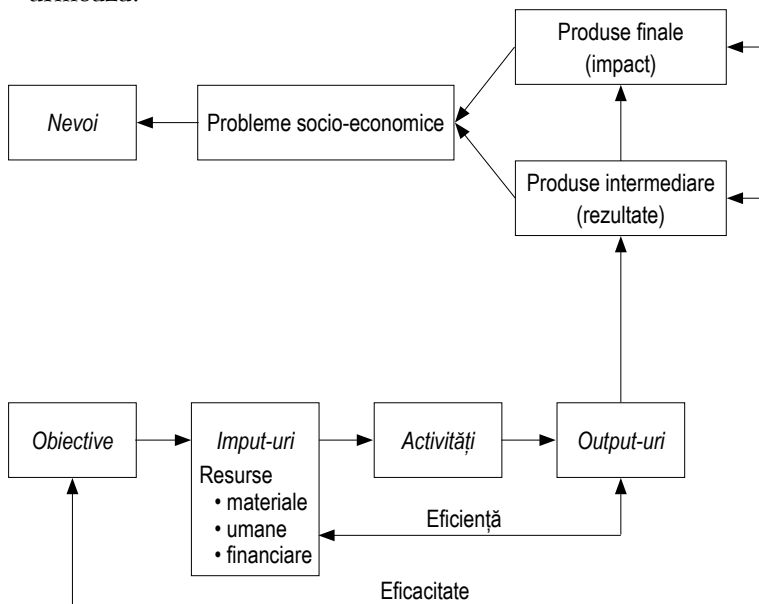 Produse finale
(impact)
Nevoi
Probleme socio-economice
Produse intermediare
(rezultate)
Obiective
Imput-uri
Activități
Output-uri
Resurse
• materiale
• umane
• financiare
Eficiență
Eficacitate